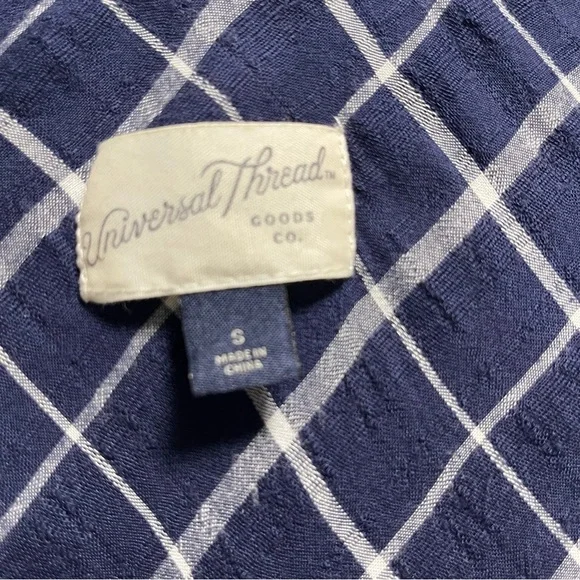 Universal Thread™
GOODS
CO.
S
MADE IN
CHINA